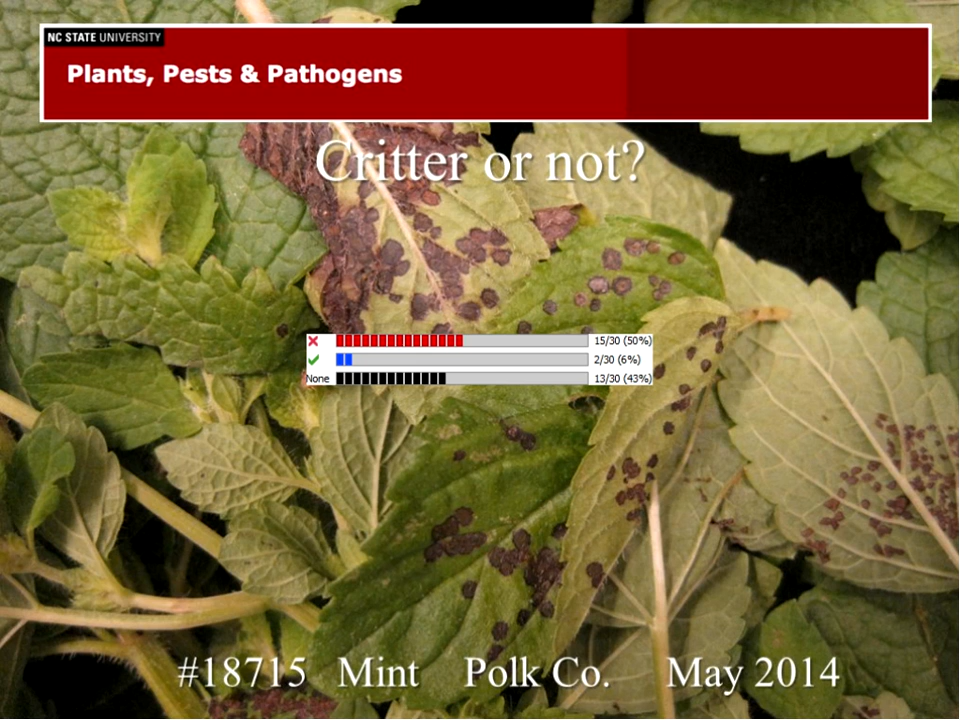 NC STATE UNIVERSITY
Plants, Pests & Pathogens
Critter or not?
15/30 (50%)
2/30 (6%)
None 13/30 (43%)
#18715 Mint Polk Co. May 2014